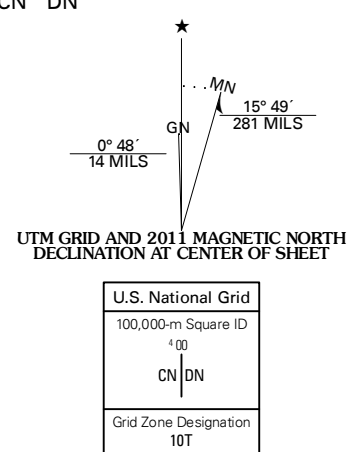 CN DN
★
MN
15° 49´
281 MILS
GN
0° 48´
14 MILS
UTM GRID AND 2011 MAGNETIC NORTH
DECLINATION AT CENTER OF SHEET
U.S. National Grid
100,000-m Square ID
4 00
CN DN
Grid Zone Designation
10T